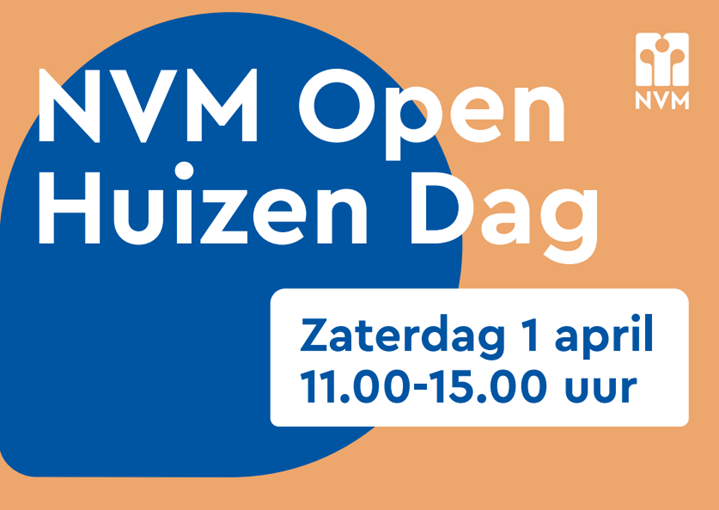 NVM Open
Huizen Dag
NVM
Zaterdag 1 april
11.00-15.00 uur